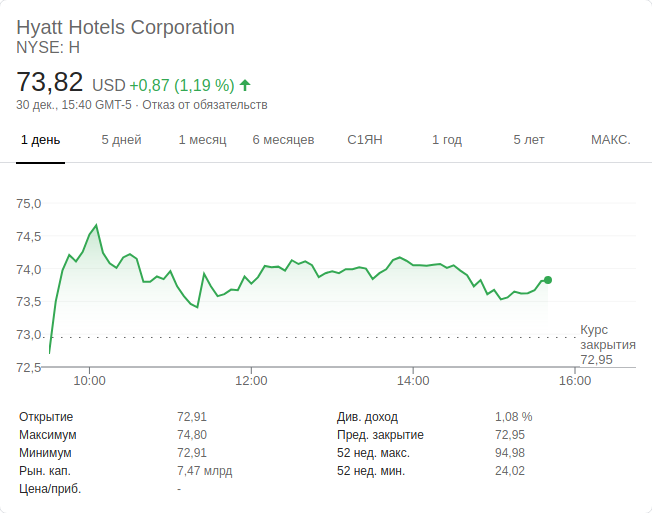 Hyatt Hotels Corporation
NYSE: H
73,82 USD +0,87 (1,19 %)
30 дек., 15:40 GMT-5 · Отказ от обязательств
1 день 5 дней 1 месяц 6 месяцев С1ЯН 1 год 5 лет МАКС.
75,0
74,5
74,0
73,5
73,0
72,5
Курс
закрытия
72,95
10:00 12:00 14:00 16:00
Открытие 72,91 Див. доход 1,08 %
Максимум 74,80 Пред. закрытие 72,95
Минимум 72,91 52 нед. макс. 94,98
Рын. кап. 7,47 млрд 52 нед. мин. 24,02
Цена/приб. -